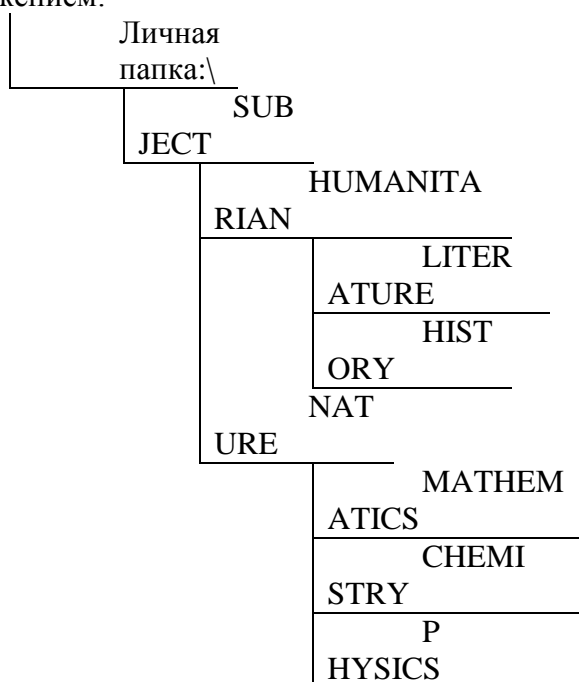 жением.
Личная
папка:\
SUB
JECT
HUMANITA
RIAN
LITER
ATURE
HIST
ORY
NAT
URE
MATHEM
ATICS
CHEMI
STRY
P
HYSICS